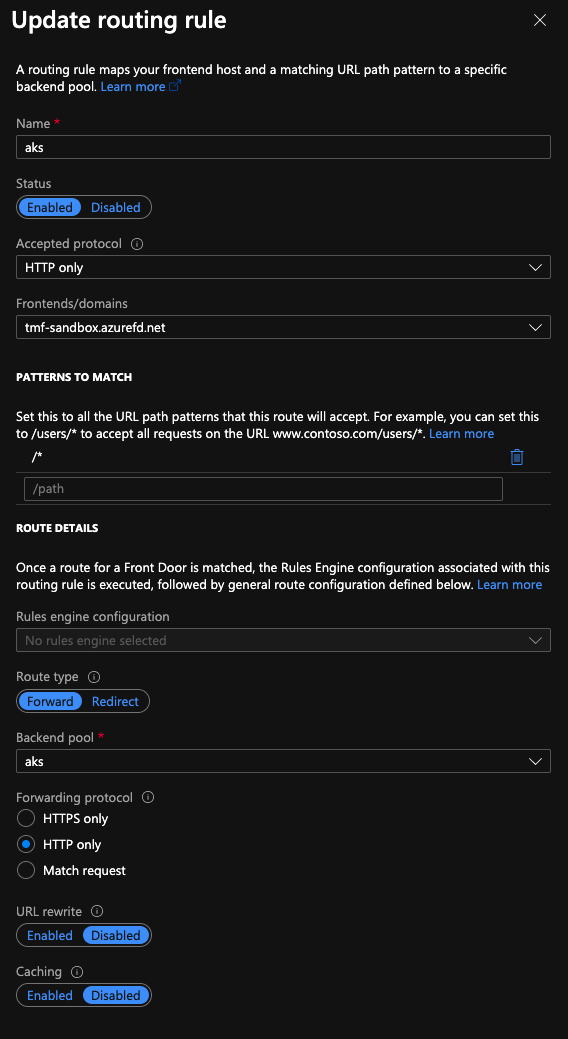 Update routing rule
A routing rule maps your frontend host and a matching URL path pattern to a specific
backend pool. Learn more
Name *
aks
Status
Enabled Disabled
Accepted protocol
HTTP only
Frontends/domains
tmf-sandbox.azurefd.net
PATTERNS TO MATCH
Set this to all the URL path patterns that this route will accept. For example, you can set this
to /users/* to accept all requests on the URL www.contoso.com/users/*. Learn more
/*
/path
ROUTE DETAILS
Once a route for a Front Door is matched, the Rules Engine configuration associated with this
routing rule is executed, followed by general route configuration defined below. Learn more
Rules engine configuration
No rules engine selected
Route type
Forward Redirect
Backend pool *
aks
Forwarding protocol
HTTPS only
HTTP only
Match request
URL rewrite
Enabled Disabled
Caching
Enabled Disabled